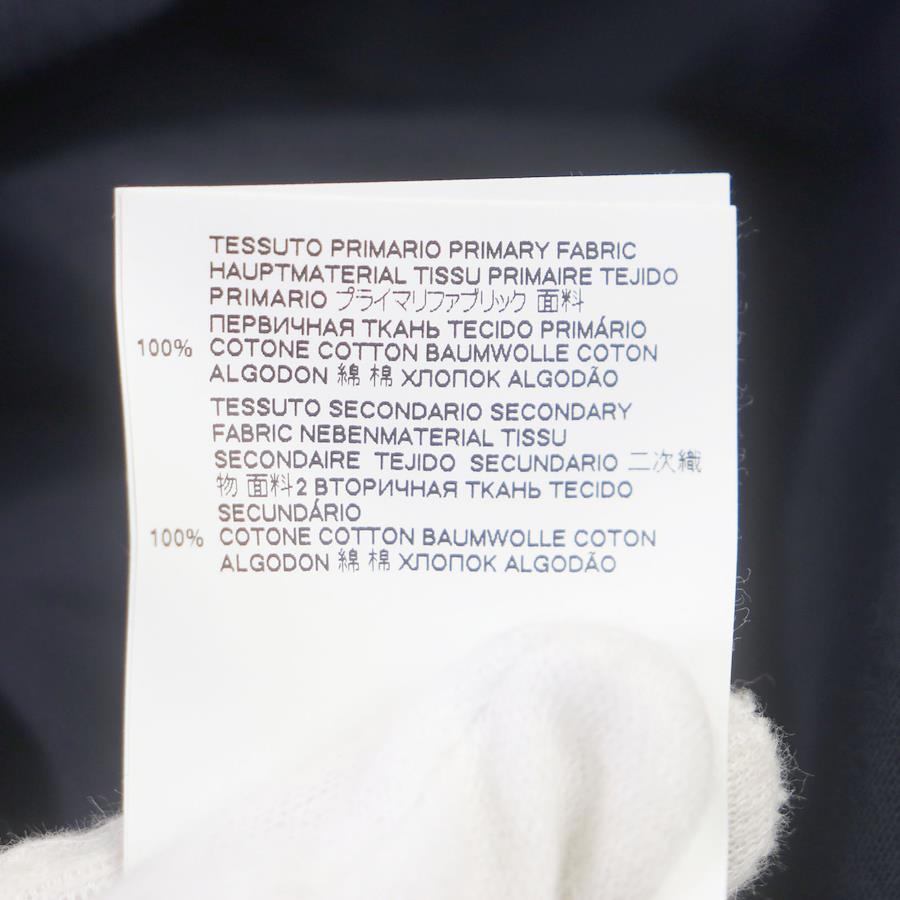 TESSUTO PRIMARIO PRIMARY FABRIC
HAUPTMATERIAL TISSU PRIMAIRE TEJIDO
PRIMARIO プライマリファブリック 面料
ПЕРВИЧНАЯ ТКАНЬ TECIDO PRIMÁRIO
100% COTONE COTTON BAUMWOLLE COTON
ALGODON 綿 棉 ХЛОПОК ALGODÃO
TESSUTO SECONDARIO SECONDARY
FABRIC NEBENMATERIAL TISSU
SECONDAIRE TEJIDO SECUNDARIO 二次織
物 面料2 ВТОРИЧНАЯ ТКАНЬ TECIDO
SECUNDÁRIO
100% COTONE COTTON BAUMWOLLE COTON
ALGODON 綿 棉 ХЛОПОК ALGODÃO